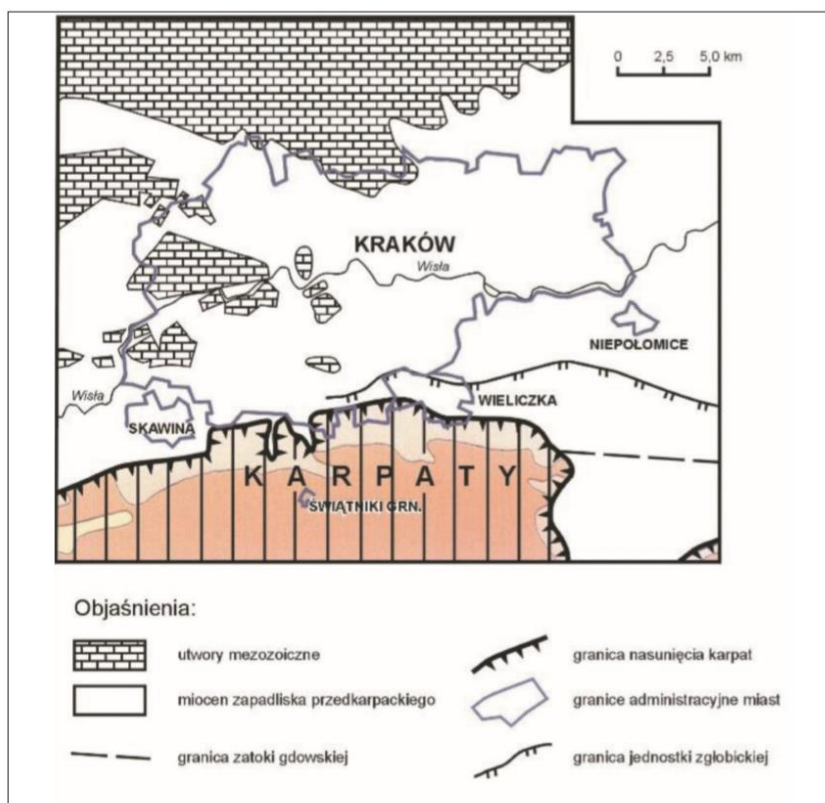 0 2,5 5,0 km
KRAKÓW
Wisła
NIEPOŁOMICE
Wisła
WIELICZKA
SKAWINA
KARPATY
ŚWIĄTNIKI GRN.
Objaśnienia:
utwory mezozoiczne
miocen zapadliska przedkarpackiego
granica zatoki gdowskiej
granica nasunięcia karpat
granice administracyjne miast
granica jednostki zgłobickiej